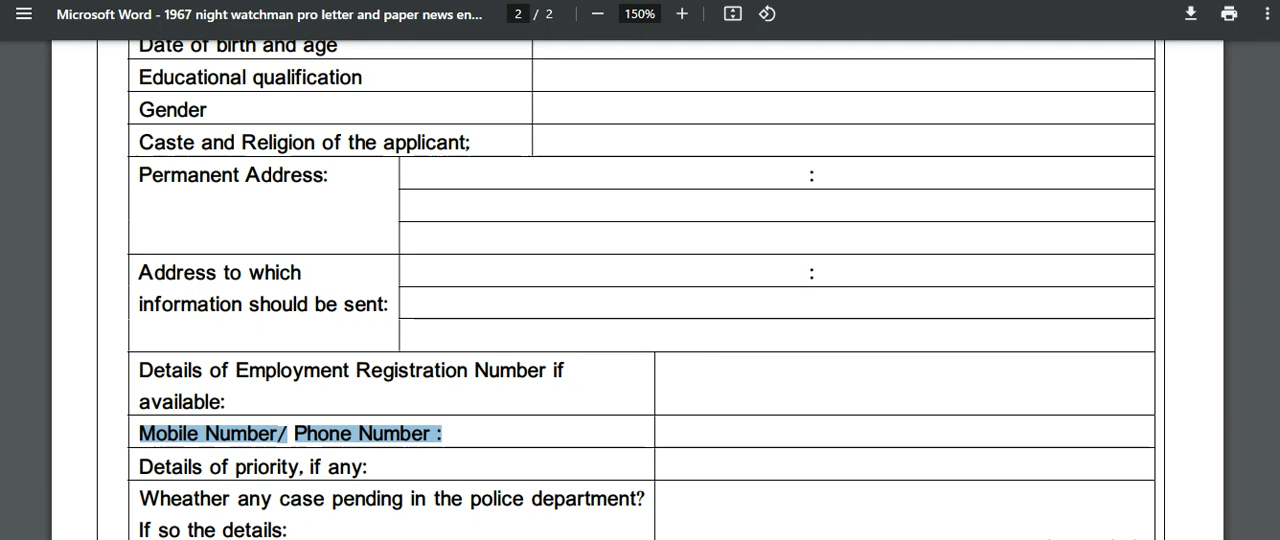 Microsoft Word - 1967 night watchman pro letter and paper news en... 2 / 2 150%
Date of birth and age
Educational qualification
Gender
Caste and Religion of the applicant;
Permanent Address: :
Address to which :
information should be sent:
Details of Employment Registration Number if
available:
Mobile Number/ Phone Number :
Details of priority, if any:
Wheather any case pending in the police department?
If so the details: